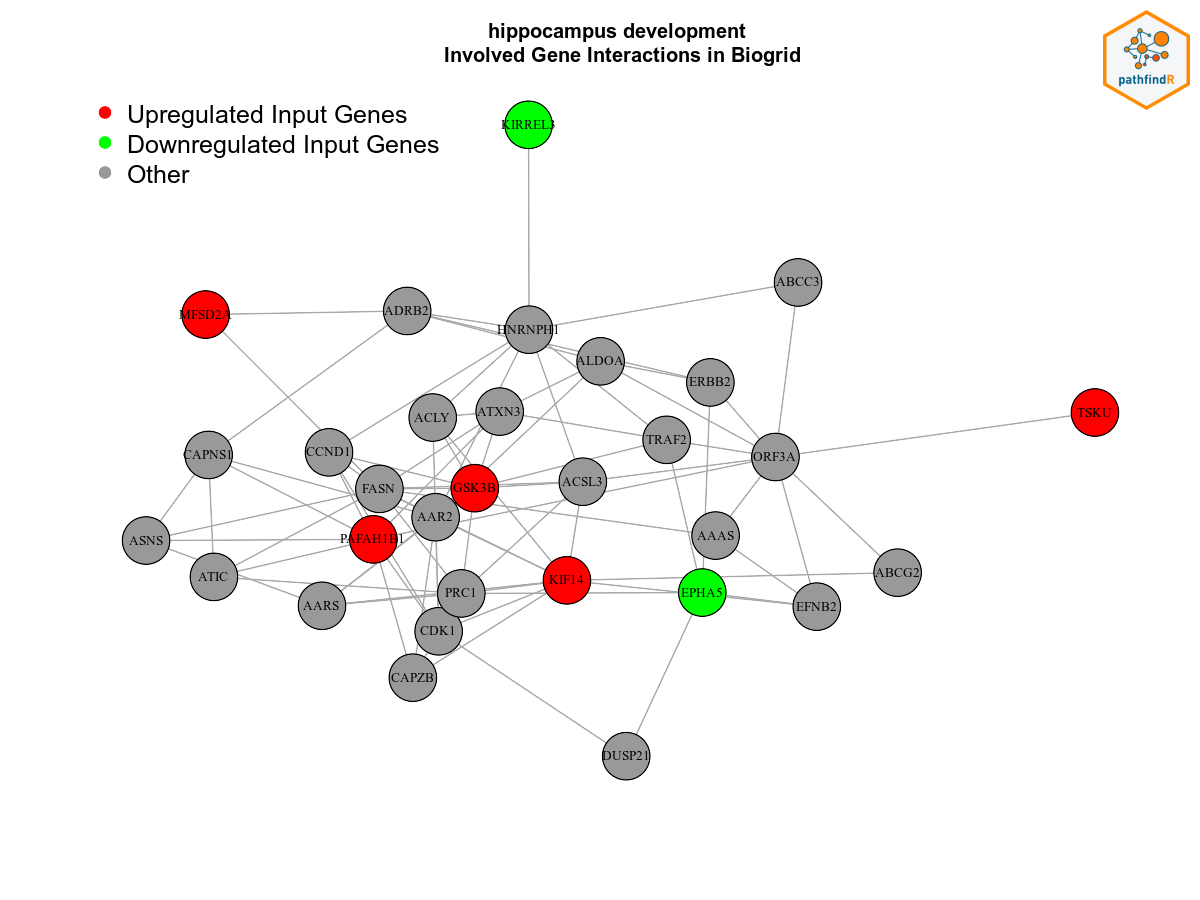 hippocampus development
Involved Gene Interactions in Biogrid
pathfindR
Upregulated Input Genes
Downregulated Input Genes
Other
KIRREL3
ABCC3
MFSD2A
ADRB2
HNRNPH1
ALDOA
ERBB2
TSKU
ACLY
ATXN3
TRAF2
CAPNS1
CCND1
ORF3A
FASN
GSK3B
ACSL3
AAR2
AAAS
ASNS
PAFAH1B1
ATIC
KIF14
ABCG2
AARS
PRC1
EPHA5
EFNB2
CDK1
CAPZB
DUSP21